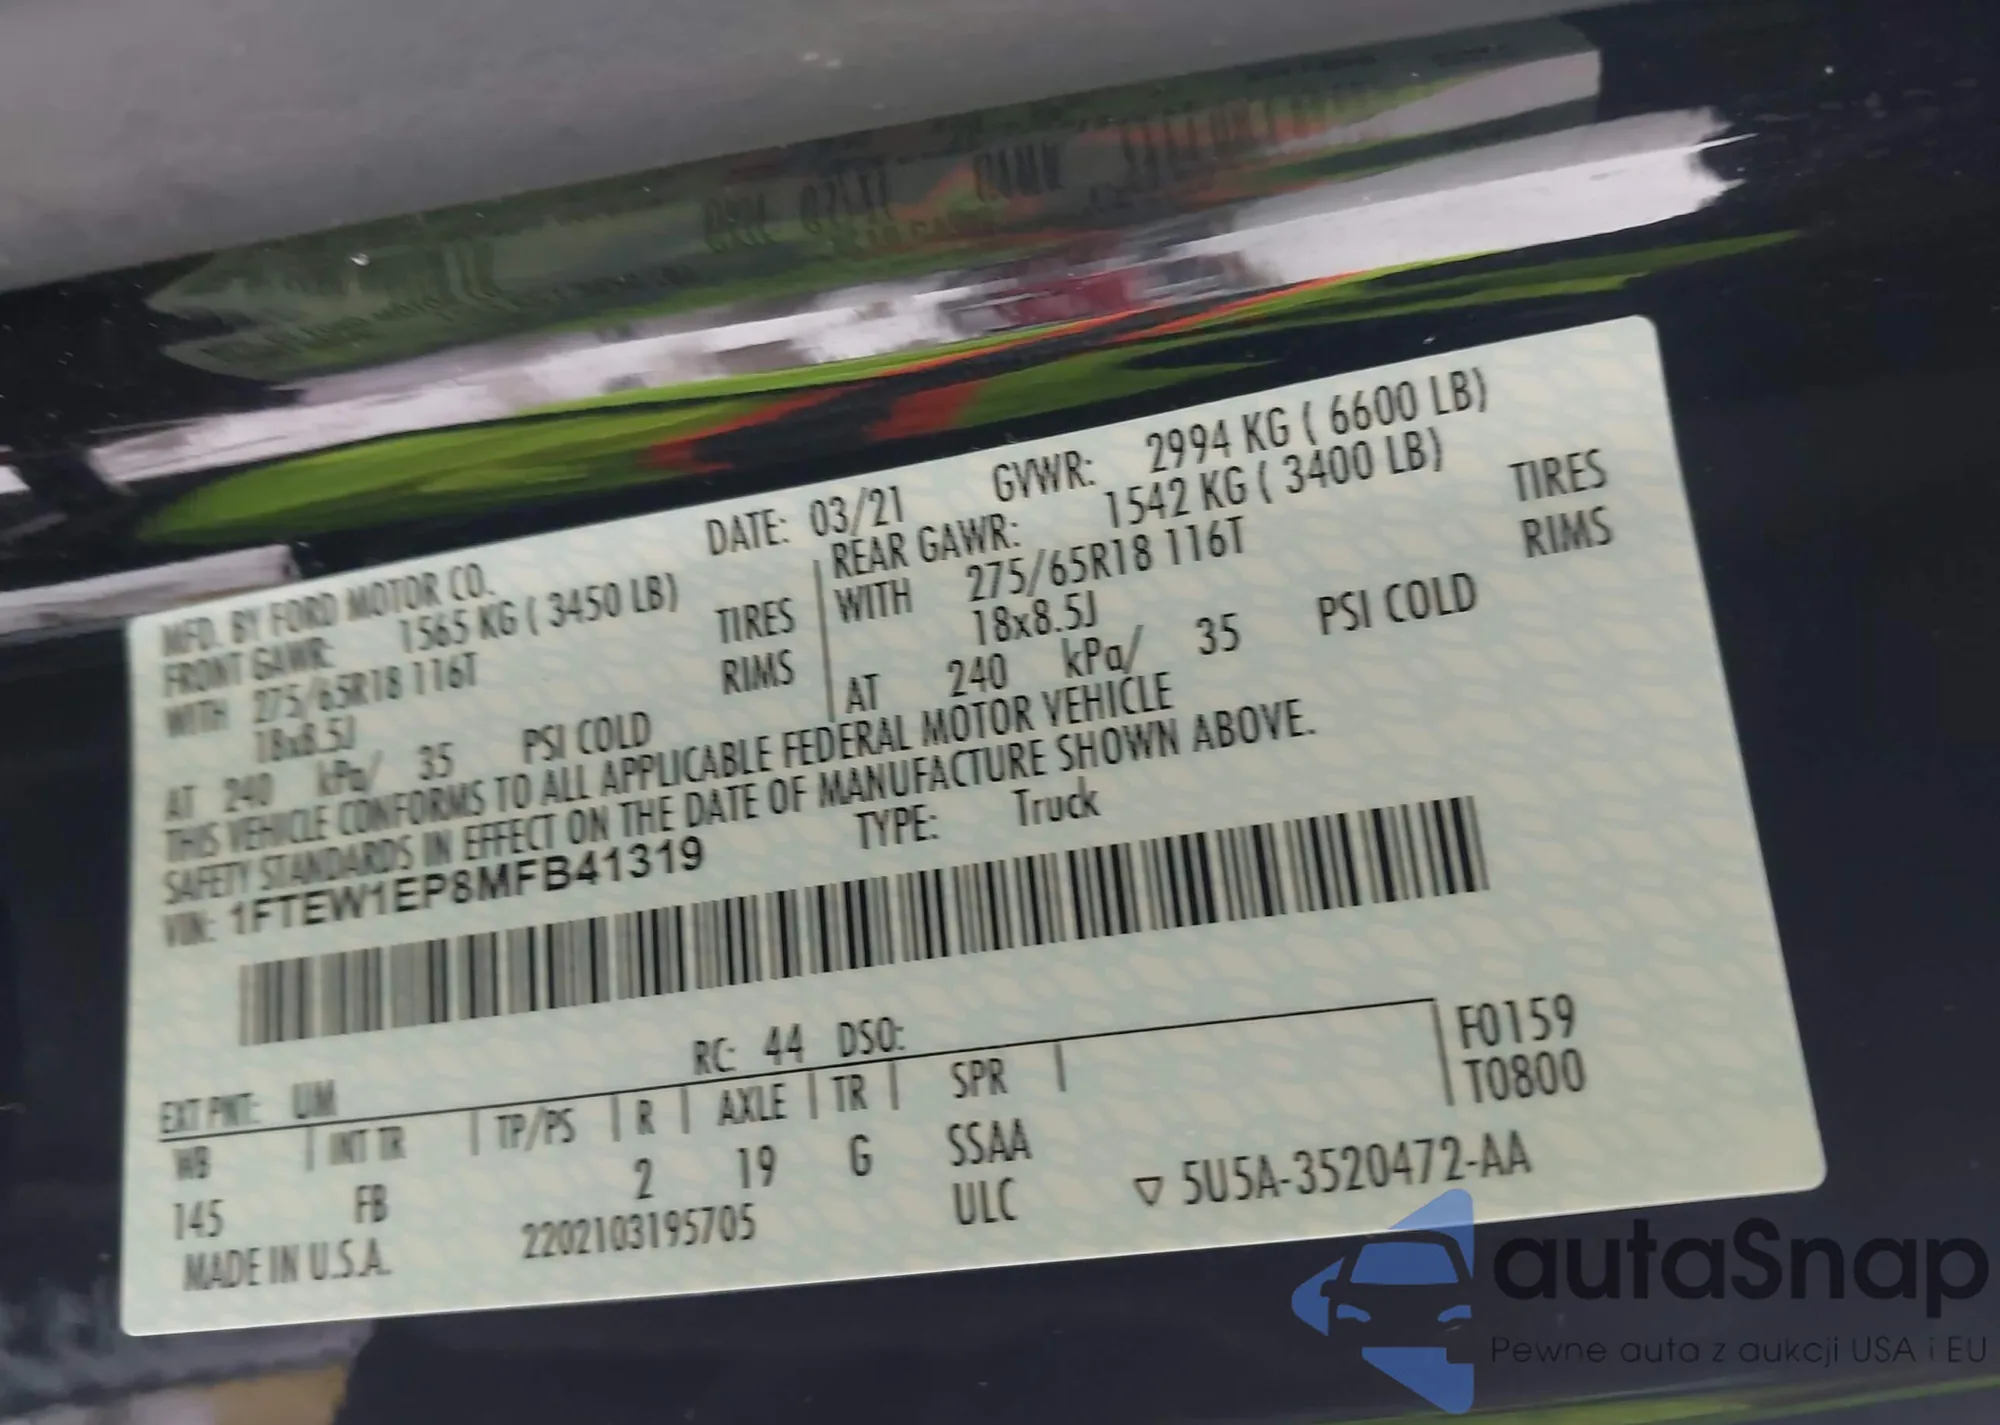 MFD. BY FORD MOTOR CO. DATE: 03/21 GVWR: 2994 KG ( 6600 LB)
FRONT GAWR: 1565 KG ( 3450 LB) REAR GAWR: 1542 KG ( 3400 LB)
WITH 275/65R18 116T TIRES WITH 275/65R18 116T TIRES
18x8.5J RIMS 18x8.5J RIMS
AT 240 kPa/ 35 PSI COLD AT 240 kPa/ 35 PSI COLD
THIS VEHICLE CONFORMS TO ALL APPLICABLE FEDERAL MOTOR VEHICLE
SAFETY STANDARDS IN EFFECT ON THE DATE OF MANUFACTURE SHOWN ABOVE.
VIN: 1FTEW1EP8MFB41319 TYPE: Truck
EXT PNT: UM RC: 44 DSO: F0159
WB INT TR TP/PS R AXLE TR SPR T0800
145 FB 2 19 G SSAA
MADE IN U.S.A. 2202103195705 ULC ▽ 5U5A-3520472-AA
autaSnap
Pewne auta z aukcji USA i EU